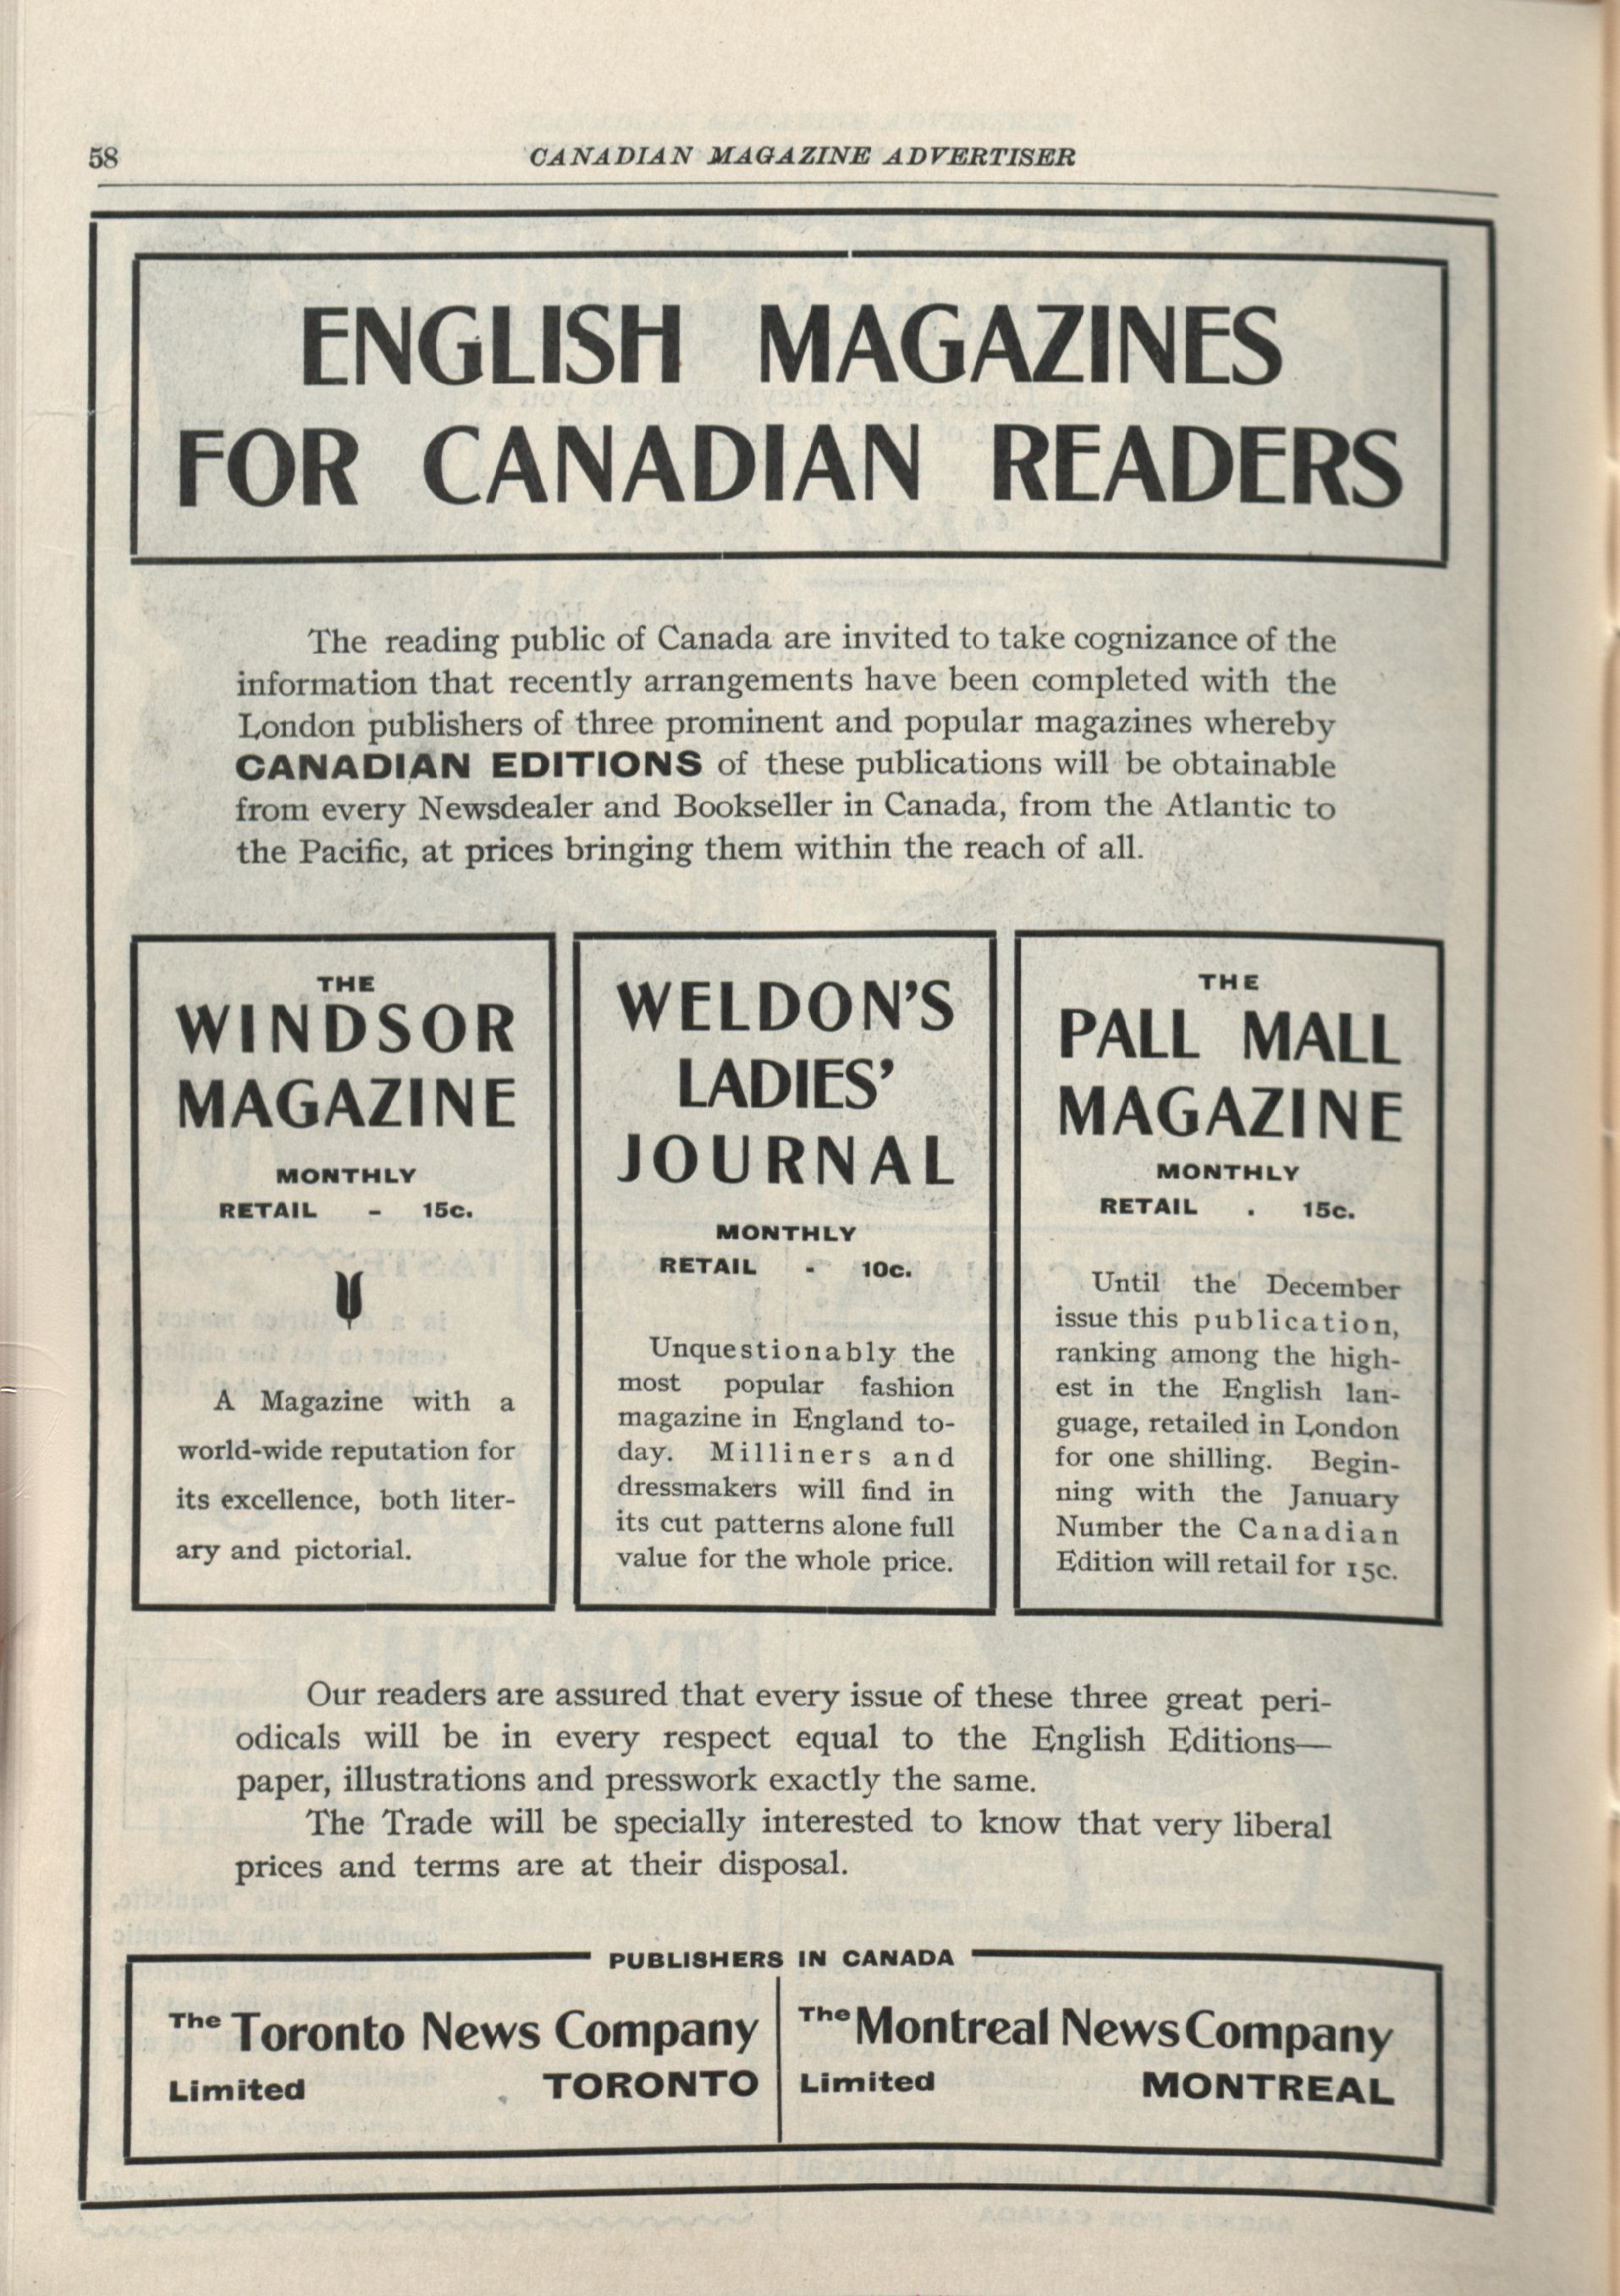 58
CANADIAN MAGAZINE ADVERTISER
ENGLISH MAGAZINES
FOR CANADIAN READERS
The reading public of Canada are invited to take cognizance of the
information that recently arrangements have been completed with the
London publishers of three prominent and popular magazines whereby
CANADIAN EDITIONS of these publications will be obtainable
from every Newsdealer and Bookseller in Canada, from the Atlantic to
the Pacific, at prices bringing them within the reach of all.
THE
WINDSOR
MAGAZINE
MONTHLY
RETAIL - 15c.
A Magazine with a
world-wide reputation for
its excellence, both liter-
ary and pictorial.
WELDON'S
LADIES'
JOURNAL
MONTHLY
RETAIL - 10c.
Unquestionably the
most popular fashion
magazine in England to-
day. Milliners and
dressmakers will find in
its cut patterns alone full
value for the whole price.
THE
PALL MALL
MAGAZINE
MONTHLY
RETAIL . 15c.
Until the December
issue this publication,
ranking among the high-
est in the English lan-
guage, retailed in London
for one shilling. Begin-
ning with the January
Number the Canadian
Edition will retail for 15c.
Our readers are assured that every issue of these three great peri-
odicals will be in every respect equal to the English Editions—
paper, illustrations and presswork exactly the same.
The Trade will be specially interested to know that very liberal
prices and terms are at their disposal.
PUBLISHERS IN CANADA
The Toronto News Company
Limited TORONTO
The Montreal News Company
Limited MONTREAL